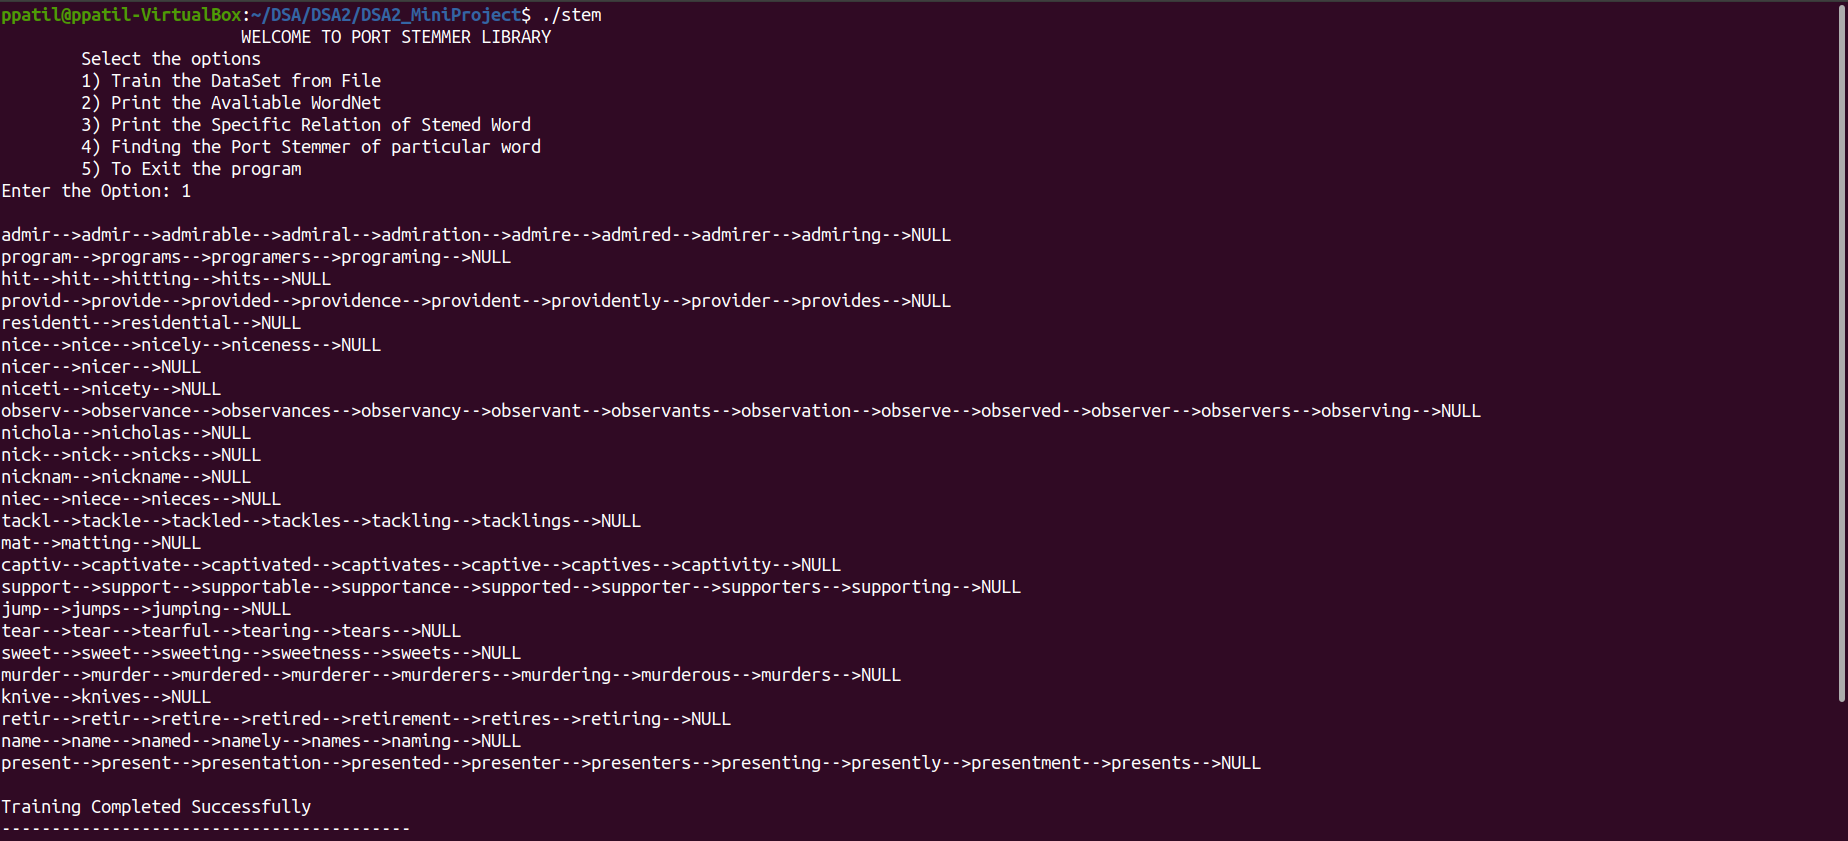 ppatil@ppatil-VirtualBox:~/DSA/DSA2/DSA2_MiniProject$ ./stem
WELCOME TO PORT STEMMER LIBRARY
Select the options
1) Train the DataSet from File
2) Print the Avaliable WordNet
3) Print the Specific Relation of Stemed Word
4) Finding the Port Stemmer of particular word
5) To Exit the program
Enter the Option: 1
admir-->admir-->admirable-->admiral-->admiration-->admire-->admired-->admirer-->admiring-->NULL
program-->programs-->programers-->programing-->NULL
hit-->hit-->hitting-->hits-->NULL
provid-->provide-->provided-->providence-->provident-->providently-->provider-->provides-->NULL
residenti-->residential-->NULL
nice-->nice-->nicely-->niceness-->NULL
nicer-->nicer-->NULL
niceti-->nicety-->NULL
observ-->observance-->observances-->observancy-->observant-->observants-->observation-->observe-->observed-->observer-->observers-->observing-->NULL
nichola-->nicholas-->NULL
nick-->nick-->nicks-->NULL
nicknam-->nickname-->NULL
niec-->niece-->nieces-->NULL
tackl-->tackle-->tackled-->tackles-->tackling-->tacklings-->NULL
mat-->matting-->NULL
captiv-->captivate-->captivated-->captivates-->captive-->captives-->captivity-->NULL
support-->support-->supportable-->supportance-->supported-->supporter-->supporters-->supporting-->NULL
jump-->jumps-->jumping-->NULL
tear-->tear-->tearful-->tearing-->tears-->NULL
sweet-->sweet-->sweeting-->sweetness-->sweets-->NULL
murder-->murder-->murdered-->murderer-->murderers-->murdering-->murderous-->murders-->NULL
knive-->knives-->NULL
retir-->retir-->retire-->retired-->retirement-->retires-->retiring-->NULL
name-->name-->named-->namely-->names-->naming-->NULL
present-->present-->presentation-->presented-->presenter-->presenters-->presenting-->presently-->presentment-->presents-->NULL
Training Completed Successfully
-----------------------------------------